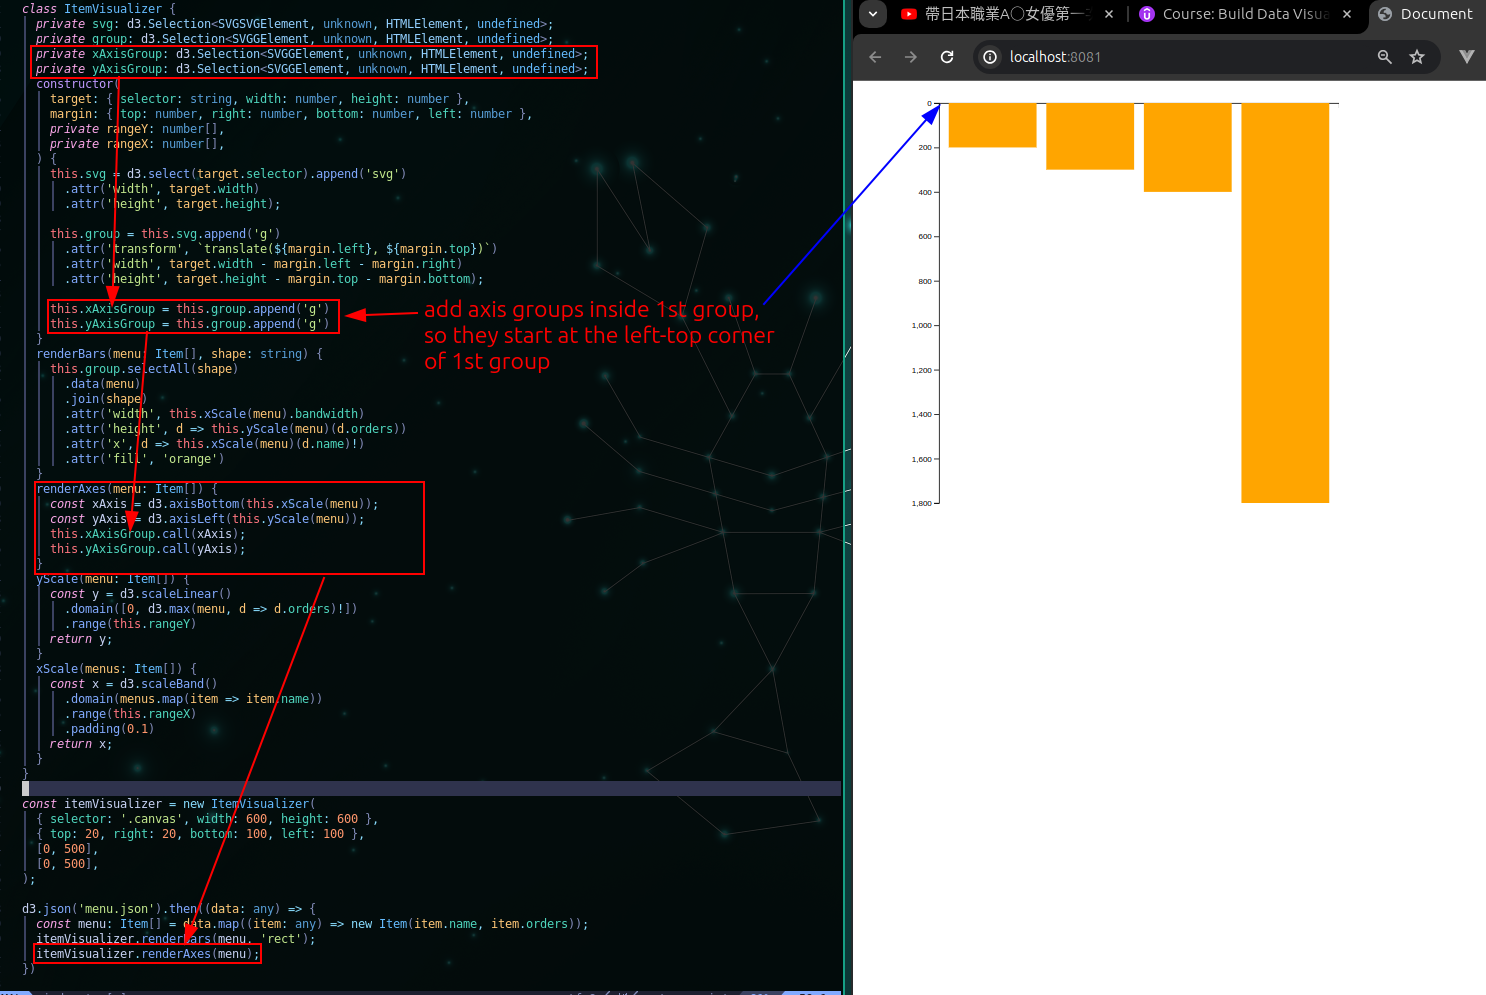 class ItemVisualizer {
private svg: d3.Selection<SVGSVGElement, unknown, HTMLElement, undefined>;
private group: d3.Selection<SVGGElement, unknown, HTMLElement, undefined>;
private xAxisGroup: d3.Selection<SVGGElement, unknown, HTMLElement, undefined>;
private yAxisGroup: d3.Selection<SVGGElement, unknown, HTMLElement, undefined>;
constructor(
target: { selector: string, width: number, height: number },
margin: { top: number, right: number, bottom: number, left: number },
private rangeY: number[],
private rangeX: number[],
) {
this.svg = d3.select(target.selector).append('svg')
.attr('width', target.width)
.attr('height', target.height);
this.group = this.svg.append('g')
.attr('transform', `translate(${margin.left}, ${margin.top})`)
.attr('width', target.width - margin.left - margin.right)
.attr('height', target.height - margin.top - margin.bottom);
this.xAxisGroup = this.group.append('g')
this.yAxisGroup = this.group.append('g')
}
renderBars(menu: Item[], shape: string) {
this.group.selectAll(shape)
.data(menu)
.join(shape)
.attr('width', this.xScale(menu).bandwidth)
.attr('height', d => this.yScale(menu)(d.orders))
.attr('x', d => this.xScale(menu)(d.name)!)
.attr('fill', 'orange')
}
renderAxes(menu: Item[]) {
const xAxis = d3.axisBottom(this.xScale(menu));
const yAxis = d3.axisLeft(this.yScale(menu));
this.xAxisGroup.call(xAxis);
this.yAxisGroup.call(yAxis);
}
yScale(menu: Item[]) {
const y = d3.scaleLinear()
.domain([0, d3.max(menu, d => d.orders)!])
.range(this.rangeY)
return y;
}
xScale(menus: Item[]) {
const x = d3.scaleBand()
.domain(menus.map(item => item.name))
.range(this.rangeX)
.padding(0.1)
return x;
}
}
const itemVisualizer = new ItemVisualizer(
{ selector: '.canvas', width: 600, height: 600 },
{ top: 20, right: 20, bottom: 100, left: 100 },
[0, 500],
[0, 500],
);
d3.json('menu.json').then((data: any) => {
const menu: Item[] = data.map((item: any) => new Item(item.name, item.orders));
itemVisualizer.renderBars(menu, 'rect');
itemVisualizer.renderAxes(menu);
})
add axis groups inside 1st group,
so they start at the left-top corner
of 1st group
帶日本職業A〇女優第一
Course: Build Data Visua
Document
localhost:8081
0
200
400
600
800
1,000
1,200
1,400
1,600
1,800